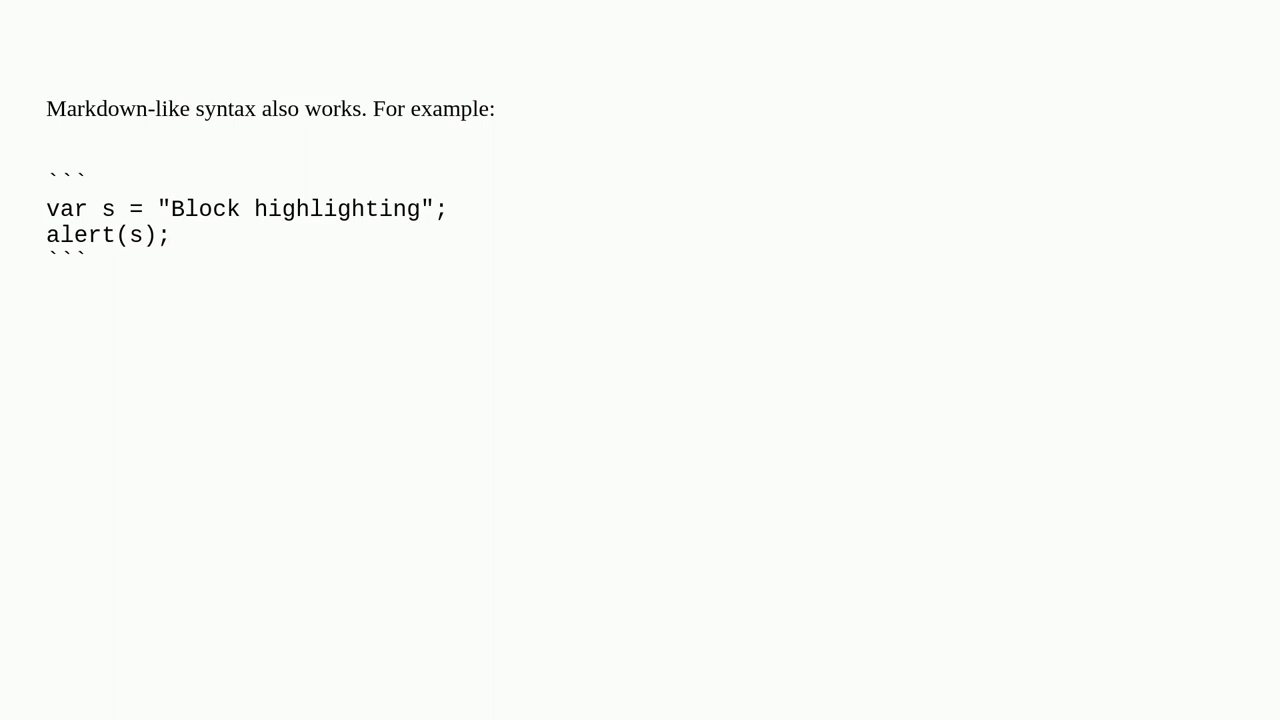 Markdown-like syntax also works. For example:
```
var s = "Block highlighting";
alert(s);
```